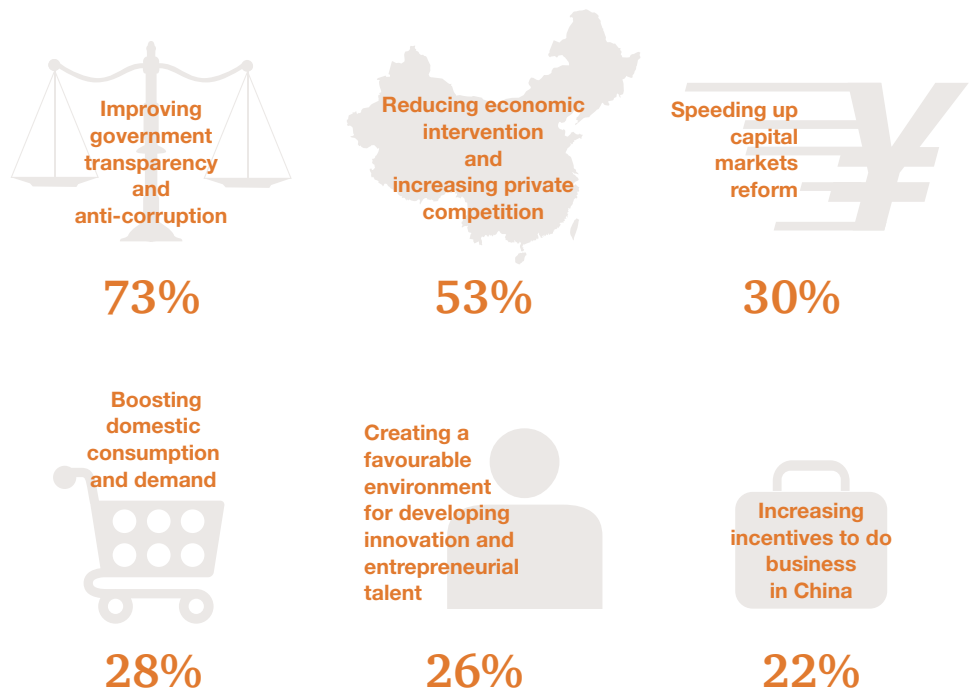 Improving
government
transparency
and
anti-corruption
73%
Reducing economic
intervention
and
increasing private
competition
53%
Speeding up
capital
markets
reform
30%
Boosting
domestic
consumption
and demand
28%
Creating a
favourable
environment
for developing
innovation and
entrepreneurial
talent
26%
Increasing
incentives to do
business
in China
22%